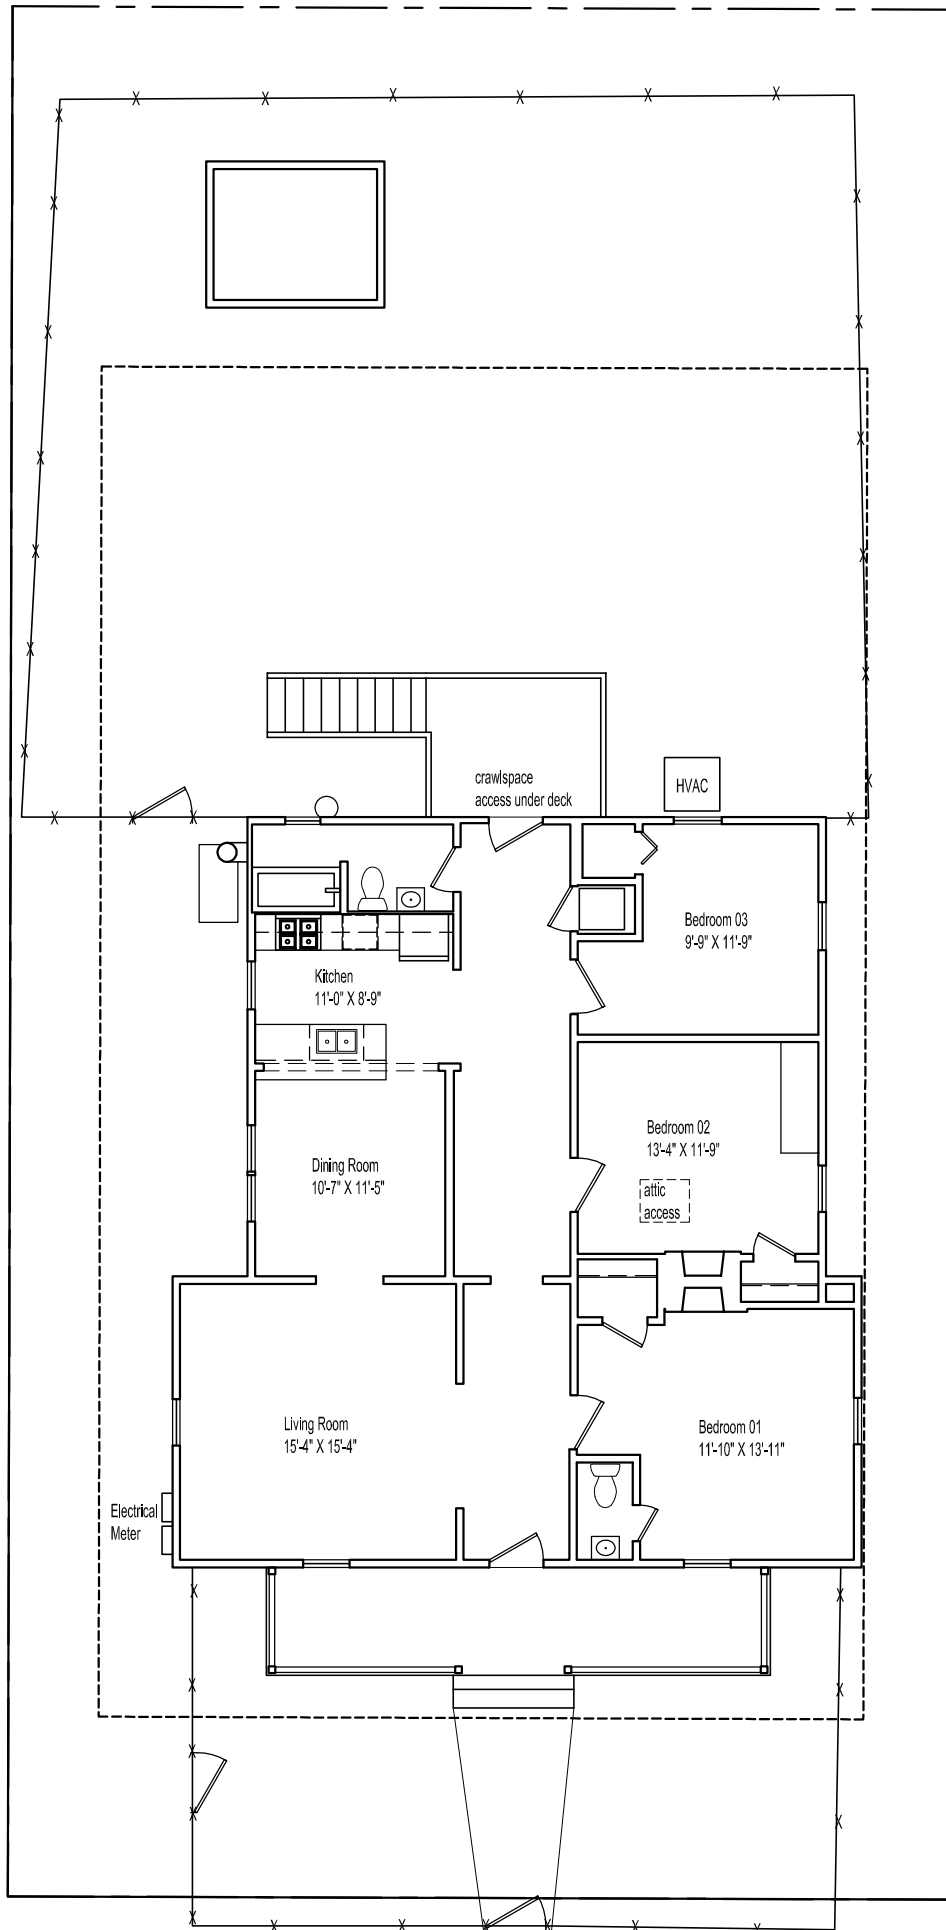 crawlspace
access under deck
HVAC
Bedroom 03
9'-9" X 11'-9"
Kitchen
11'-0" X 8'-9"
Bedroom 02
13'-4" X 11'-9"
Dining Room
10'-7" X 11'-5"
attic
access
Living Room
15'-4" X 15'-4"
Bedroom 01
11'-10" X 13'-11"
Electrical
Meter